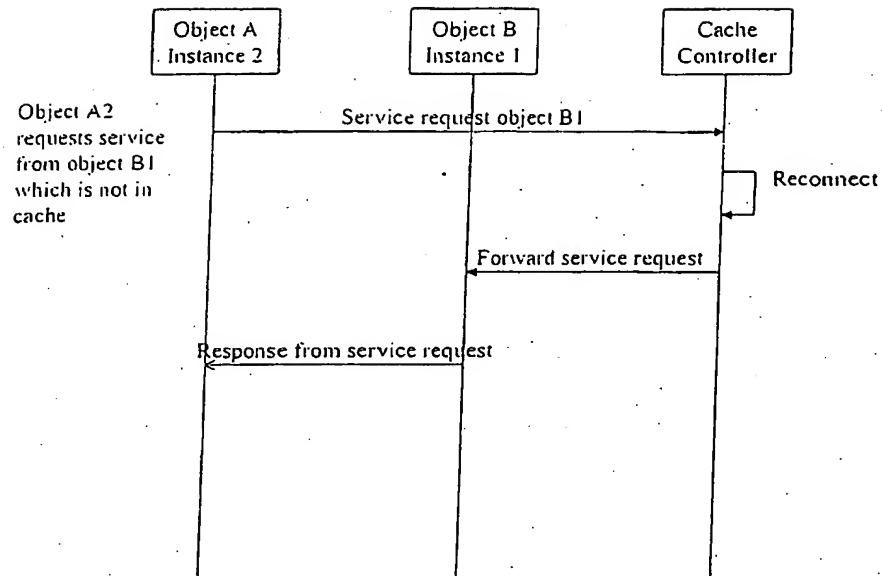 Object A
Instance 2
Object B
Instance 1
Cache
Controller
Object A2
requests service
from object B1
which is not in
cache
Service request object B1
Reconnect
Forward service request
Response from service request